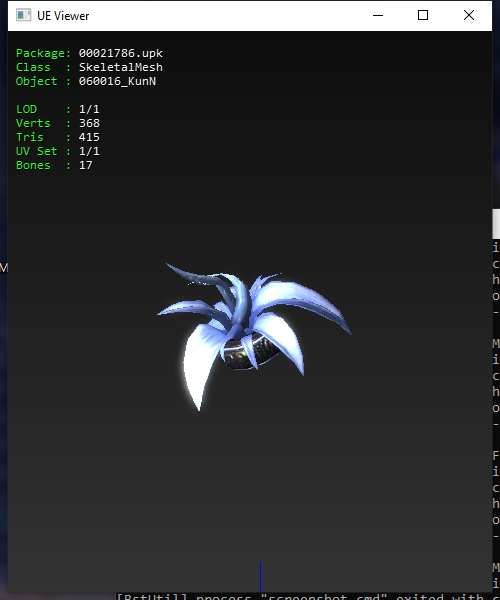 UE Viewer
Package: 00021786.upk
Class : SkeletalMesh
Object : 060016_KunN
LOD : 1/1
Verts : 368
Tris : 415
UV Set : 1/1
Bones : 17
M
i
c
h
o
-
M
i
c
h
o
-
F
i
c
h
o
-
M
i
[BstUtil] process "screenshot.cmd" exited with c